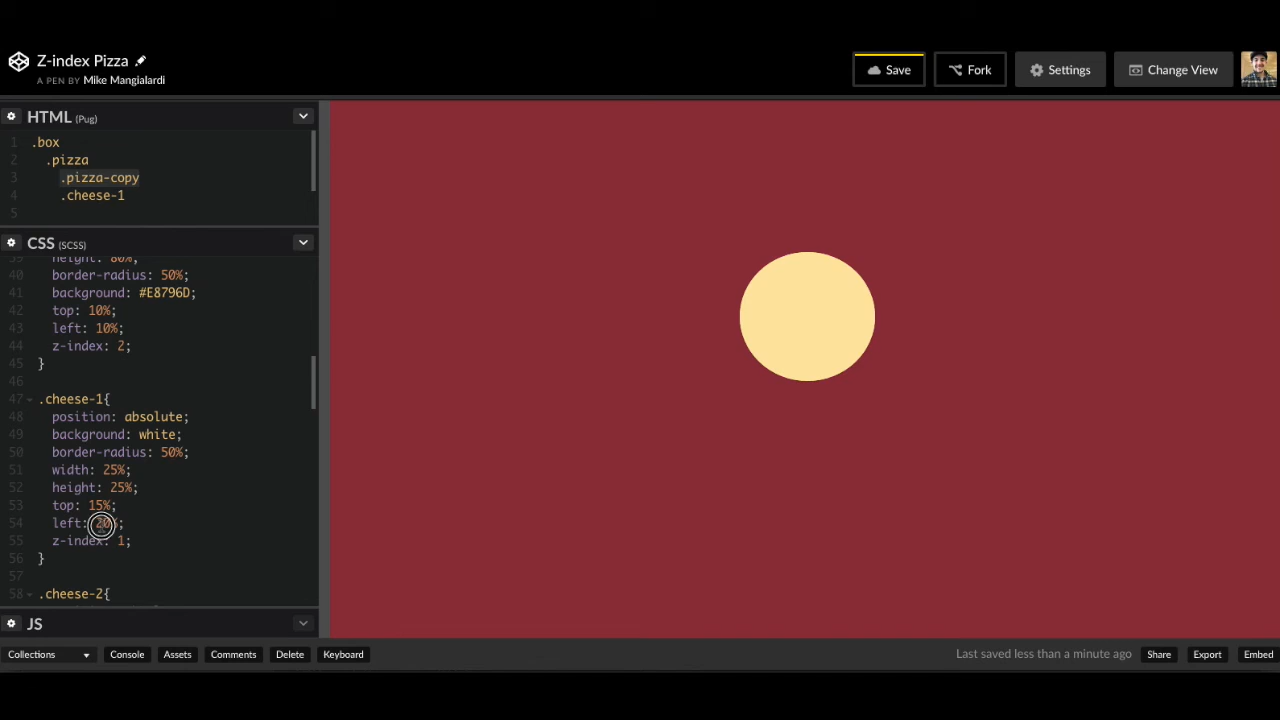 Z-index Pizza
A PEN BY Mike Mangialardi
Save
Fork
Settings
Change View
HTML (Pug)
1 .box
2 .pizza
3 .pizza-copy
4 .cheese-1
5
CSS (SCSS)
39 height: 80%;
40 border-radius: 50%;
41 background: #E8796D;
42 top: 10%;
43 left: 10%;
44 z-index: 2;
45 }
46
47 .cheese-1{
48 position: absolute;
49 background: white;
50 border-radius: 50%;
51 width: 25%;
52 height: 25%;
53 top: 15%;
54 left: 20%;
55 z-index: 1;
56 }
57
58 .cheese-2{
JS
Collections
Console
Assets
Comments
Delete
Keyboard
Last saved less than a minute ago
Share
Export
Embed